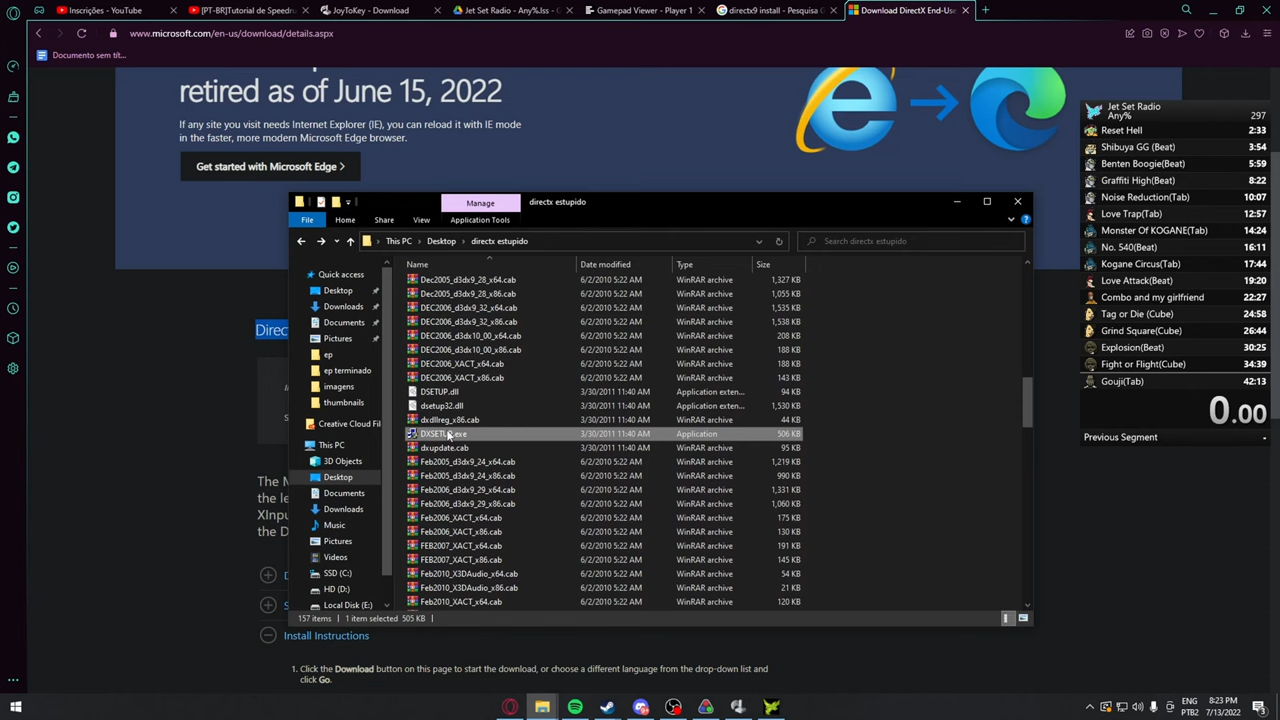 Inscrições - YouTube
[PT-BR]Tutorial de Speedru
JoyToKey - Download
Jet Set Radio - Any%.lss - G
Gamepad Viewer - Player 1
directx9 install - Pesquisa G
Download DirectX End-Use
www.microsoft.com/en-us/download/details.aspx
Documento sem tít...
retired as of June 15, 2022
If any site you visit needs Internet Explorer (IE), you can reload it with IE mode
in the faster, more modern Microsoft Edge browser.
Get started with Microsoft Edge >
Manage
directx estupido
File
Home
Share
View
Application Tools
This PC > Desktop > directx estupido
Search directx estupido
Name
Date modified
Type
Size
Quick access
Desktop
Downloads
Documents
Pictures
ep
ep terminado
imagens
thumbnails
Creative Cloud Fil
This PC
3D Objects
Desktop
Documents
Downloads
Music
Pictures
Videos
SSD (C:)
HD (D:)
Local Disk (E:)
Dec2005_d3dx9_28_x64.cab 6/2/2010 5:22 AM WinRAR archive 1,327 KB
Dec2005_d3dx9_28_x86.cab 6/2/2010 5:22 AM WinRAR archive 1,055 KB
DEC2006_d3dx9_32_x64.cab 6/2/2010 5:22 AM WinRAR archive 1,535 KB
DEC2006_d3dx9_32_x86.cab 6/2/2010 5:22 AM WinRAR archive 1,538 KB
DEC2006_d3dx10_00_x64.cab 6/2/2010 5:22 AM WinRAR archive 208 KB
DEC2006_d3dx10_00_x86.cab 6/2/2010 5:22 AM WinRAR archive 188 KB
DEC2006_XACT_x64.cab 6/2/2010 5:22 AM WinRAR archive 188 KB
DEC2006_XACT_x86.cab 6/2/2010 5:22 AM WinRAR archive 143 KB
DSETUP.dll 3/30/2011 11:40 AM Application exten... 94 KB
dsetup32.dll 3/30/2011 11:40 AM Application exten... 1,530 KB
dxdllreg_x86.cab 3/30/2011 11:40 AM WinRAR archive 44 KB
DXSETUP.exe 3/30/2011 11:40 AM Application 506 KB
dxupdate.cab 3/30/2011 11:40 AM WinRAR archive 95 KB
Feb2005_d3dx9_24_x64.cab 6/2/2010 5:22 AM WinRAR archive 1,219 KB
Feb2005_d3dx9_24_x86.cab 6/2/2010 5:22 AM WinRAR archive 990 KB
Feb2006_d3dx9_29_x64.cab 6/2/2010 5:22 AM WinRAR archive 1,331 KB
Feb2006_d3dx9_29_x86.cab 6/2/2010 5:22 AM WinRAR archive 1,060 KB
Feb2006_XACT_x64.cab 6/2/2010 5:22 AM WinRAR archive 175 KB
Feb2006_XACT_x86.cab 6/2/2010 5:22 AM WinRAR archive 130 KB
FEB2007_XACT_x64.cab 6/2/2010 5:22 AM WinRAR archive 191 KB
FEB2007_XACT_x86.cab 6/2/2010 5:22 AM WinRAR archive 145 KB
Feb2010_X3DAudio_x64.cab 6/2/2010 5:22 AM WinRAR archive 54 KB
Feb2010_X3DAudio_x86.cab 6/2/2010 5:22 AM WinRAR archive 21 KB
Feb2010_XACT_x64.cab 6/2/2010 5:22 AM WinRAR archive 120 KB
157 items
1 item selected 505 KB
Direc
The
the le
XInpu
the D
Install Instructions
1. Click the Download button on this page to start the download, or choose a different language from the drop-down list and
click Go.
Jet Set Radio
Any% 297
Reset Hell 2:33
Shibuya GG (Beat) 3:54
Benten Boogie(Beat) 5:59
Graffiti High(Beat) 8:22
Noise Reduction(Tab) 10:07
Love Trap(Tab) 12:57
Monster Of KOGANE(Tab) 14:24
No. 540(Beat) 16:31
Kogane Circus(Tab) 17:44
Love Attack(Beat) 19:20
Combo and my girlfriend 22:27
Tag or Die (Cube) 24:58
Grind Square(Cube) 26:41
Explosion(Beat) 30:25
Fight or Flight(Cube) 34:39
Gouji(Tab) 42:13
0.00
Previous Segment -
ENG
PTB2
8:23 PM
7/13/2022